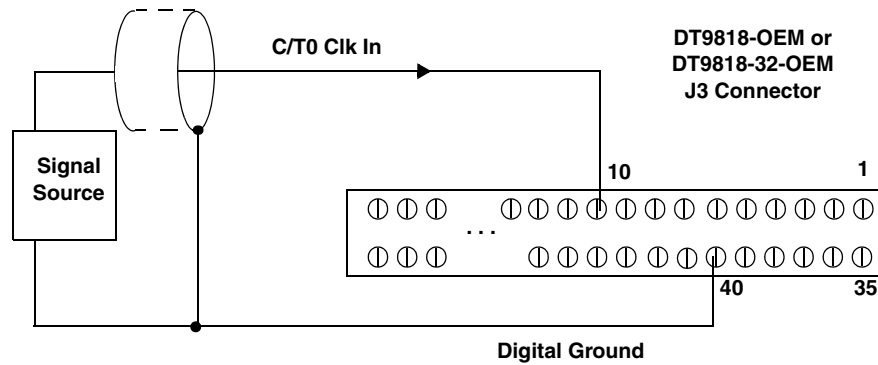 C/T0 Clk In
DT9818-OEM or
DT9818-32-OEM
J3 Connector
Signal
Source
10
1
. . .
40
35
Digital Ground